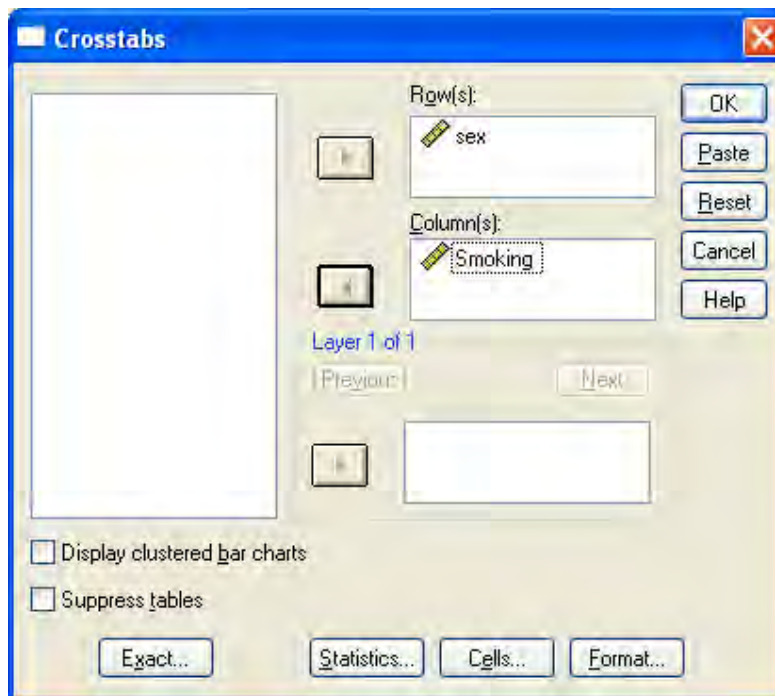 Crosstabs
Row(s):
sex
OK
Paste
Reset
Column(s):
Smoking
Cancel
Help
Layer 1 of 1
Previous
Next
Display clustered bar charts
Suppress tables
Exact...
Statistics...
Cells...
Format...